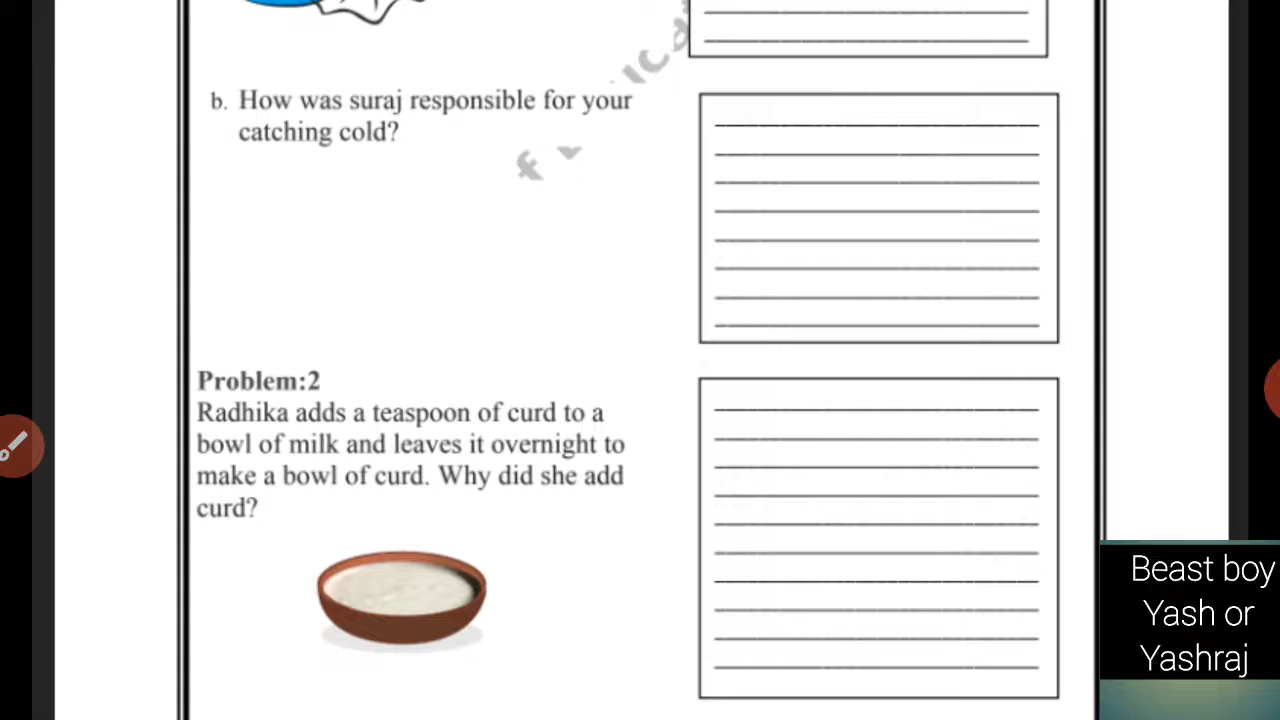 b. How was suraj responsible for your
catching cold?
Problem:2
Radhika adds a teaspoon of curd to a
bowl of milk and leaves it overnight to
make a bowl of curd. Why did she add
curd?
Beast boy
Yash or
Yashraj